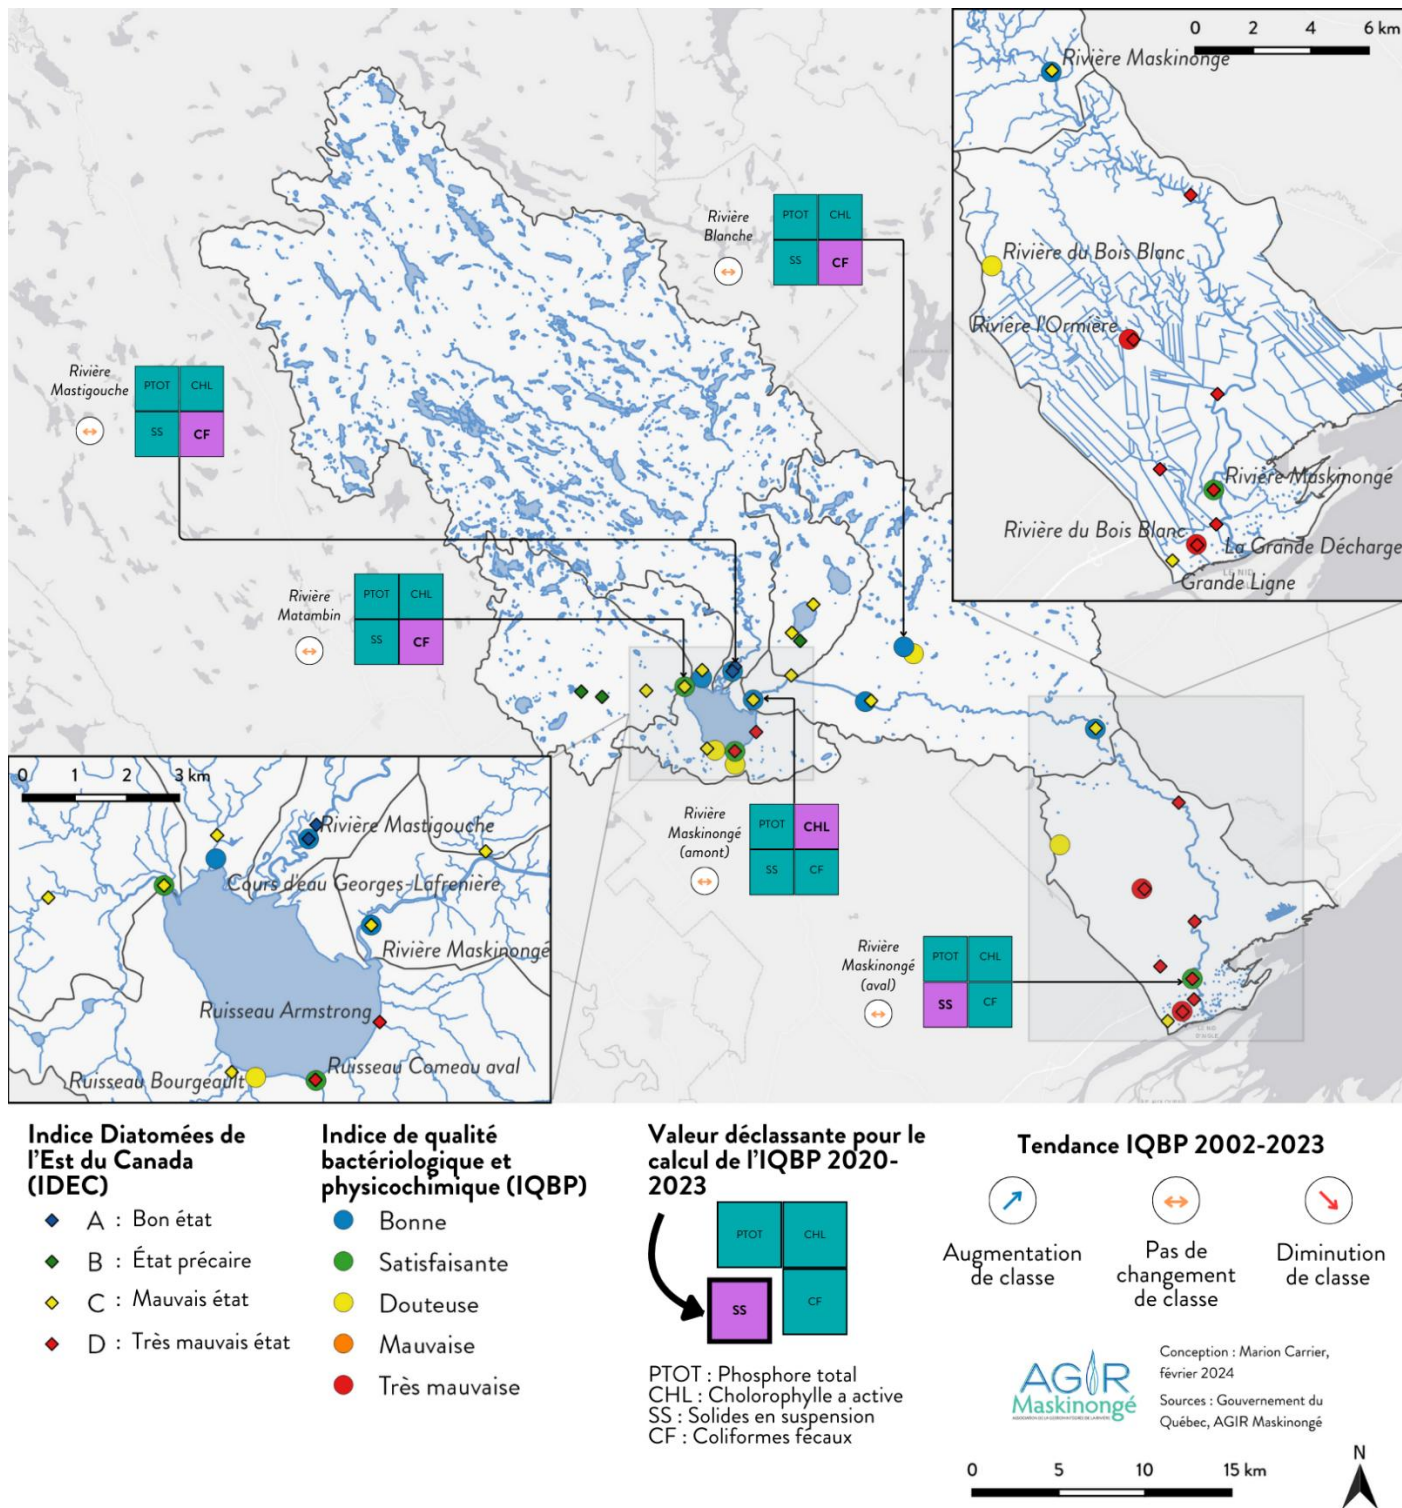 0 2 4 6 km
Rivière Maskinongé
Rivière du Bois Blanc
Rivière l'Ormière
Rivière Maskinongé
Rivière du Bois Blanc
La Grande Décharge
Grande Ligne
Rivière
Blanche
PTOT CHL
SS CF
Rivière
Mastigouche
PTOT CHL
SS CF
Rivière
Matambin
PTOT CHL
SS CF
Rivière
Maskinongé
(amont)
PTOT CHL
SS CF
Rivière
Maskinongé
(aval)
PTOT CHL
SS CF
0 1 2 3 km
Rivière Mastigouche
Cours d'eau Georges-Lafrenière
Rivière Maskinongé
Ruisseau Armstrong
Ruisseau Comeau aval
Ruisseau Bourgeault
Indice Diatomées de
l'Est du Canada
(IDEC)
A : Bon état
B : État précaire
C : Mauvais état
D : Très mauvais état
Indice de qualité
bactériologique et
physicochimique (IQBP)
Bonne
Satisfaisante
Douteuse
Mauvaise
Très mauvaise
Valeur déclassante pour le
calcul de l'IQBP 2020-
2023
PTOT CHL
SS CF
PTOT : Phosphore total
CHL : Cholorophylle a active
SS : Solides en suspension
CF : Coliformes fécaux
Tendance IQBP 2002-2023
Augmentation
de classe
Pas de
changement
de classe
Diminution
de classe
AGIR
Maskinongé
Conception : Marion Carrier,
février 2024
Sources : Gouvernement du
Québec, AGIR Maskinongé
N
0 5 10 15 km